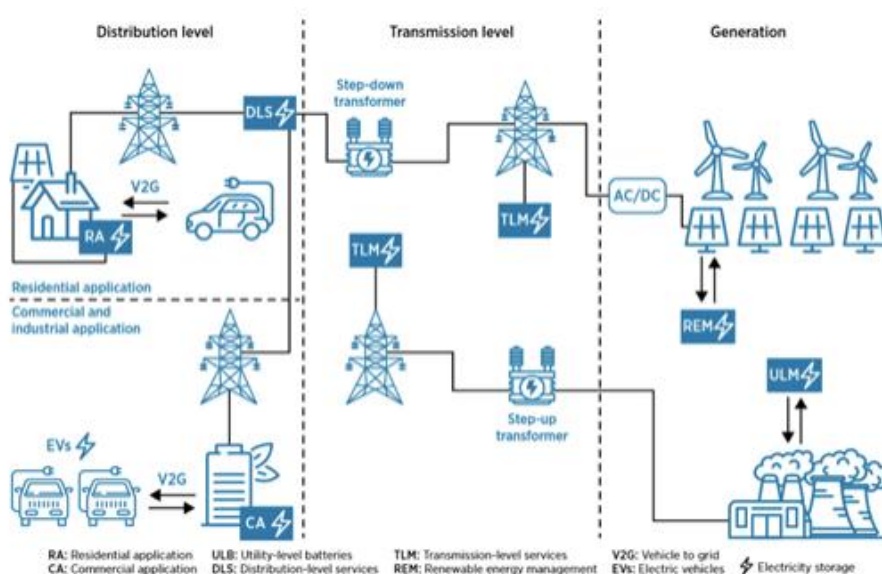 Distribution level
Transmission level
Generation
Step-down
transformer
DLS
V2G
AC/DC
RA
TLM
TLM
Residential application
Commercial and
industrial application
REM
ULM
Step-up
transformer
EVs
V2G
CA
RA: Residential application ULB: Utility-level batteries TLM: Transmission-level services V2G: Vehicle to grid
CA: Commercial application DLS: Distribution-level services REM: Renewable energy management EVs: Electric vehicles Electricity storage